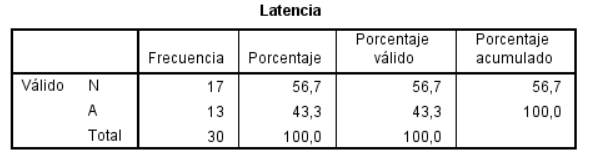 Latencia
Frecuencia Porcentaje Porcentaje válido Porcentaje acumulado
Válido N 17 56,7 56,7 56,7
A 13 43,3 43,3 100,0
Total 30 100,0 100,0